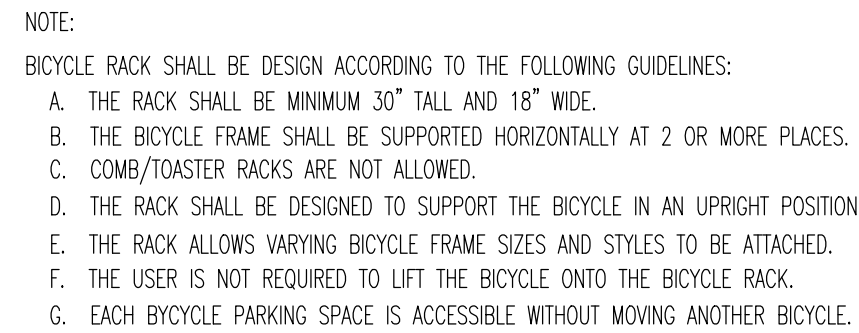 NOTE:
BICYCLE RACK SHALL BE DESIGN ACCORDING TO THE FOLLOWING GUIDELINES:
A. THE RACK SHALL BE MINIMUM 30" TALL AND 18" WIDE.
B. THE BICYCLE FRAME SHALL BE SUPPORTED HORIZONTALLY AT 2 OR MORE PLACES.
C. COMB/TOASTER RACKS ARE NOT ALLOWED.
D. THE RACK SHALL BE DESIGNED TO SUPPORT THE BICYCLE IN AN UPRIGHT POSITION
E. THE RACK ALLOWS VARYING BICYCLE FRAME SIZES AND STYLES TO BE ATTACHED.
F. THE USER IS NOT REQUIRED TO LIFT THE BICYCLE ONTO THE BICYCLE RACK.
G. EACH BYCYCLE PARKING SPACE IS ACCESSIBLE WITHOUT MOVING ANOTHER BICYCLE.